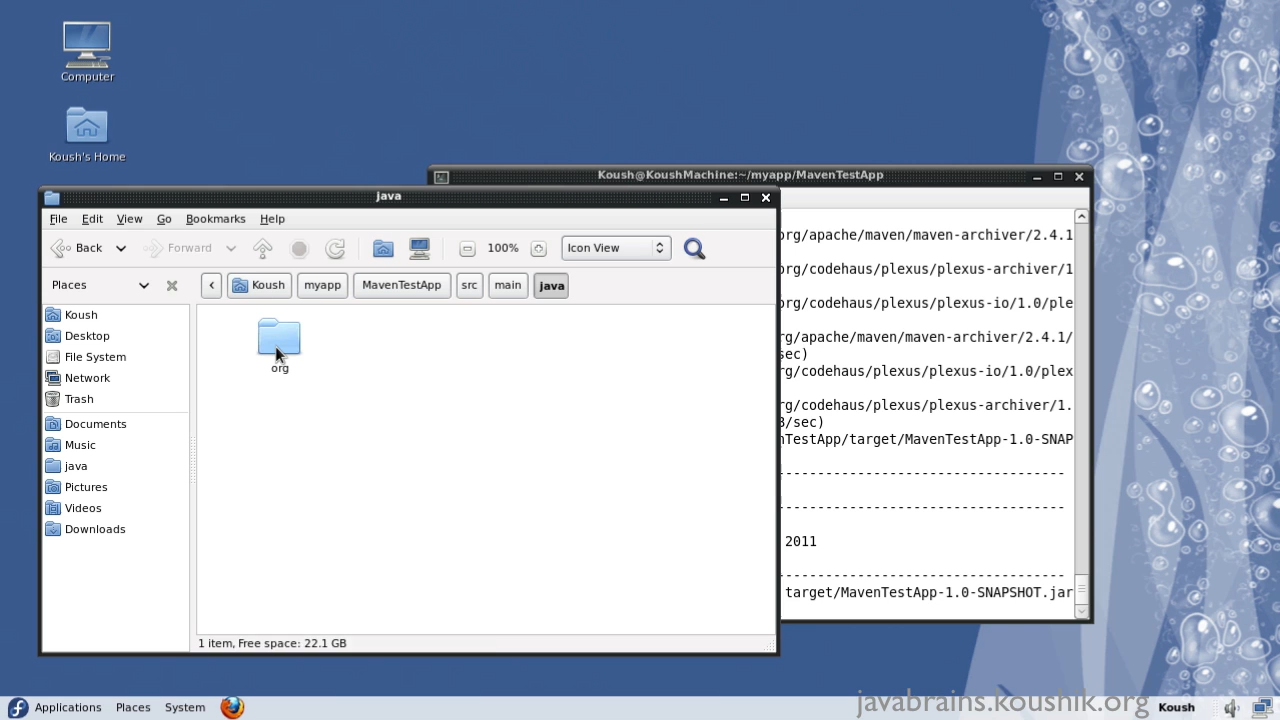 Computer
Koush's Home
Koush@KoushMachine:~/myapp/MavenTestApp
java
File Edit View Go Bookmarks Help
Back Forward 100% Icon View
Places < Koush myapp MavenTestApp src main java
Koush
Desktop
File System
Network
Trash
Documents
Music
java
Pictures
Videos
Downloads
org
1 item, Free space: 22.1 GB
org/apache/maven/maven-archiver/2.4.1
org/codehaus/plexus/plexus-archiver/1
org/codehaus/plexus/plexus-io/1.0/ple
rg/apache/maven/maven-archiver/2.4.1/
sec)
rg/codehaus/plexus/plexus-io/1.0/plex
rg/codehaus/plexus/plexus-archiver/1.
/sec)
nTestApp/target/MavenTestApp-1.0-SNAP
-----------------------------------
-----------------------------------
2011
-----------------------------------
target/MavenTestApp-1.0-SNAPSHOT.jar
Applications Places System
javabrains.koushik.org
Koush